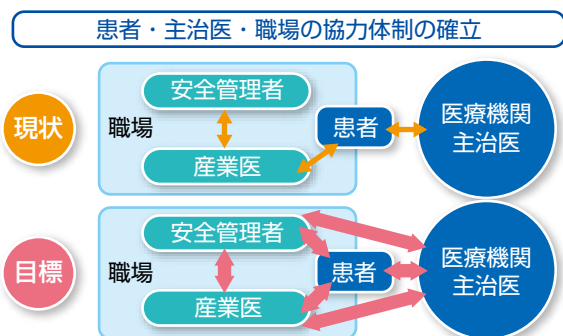 患者・主治医・職場の協力体制の確立
現状
職場
安全管理者
産業医
患者
医療機関
主治医
目標
職場
安全管理者
産業医
患者
医療機関
主治医